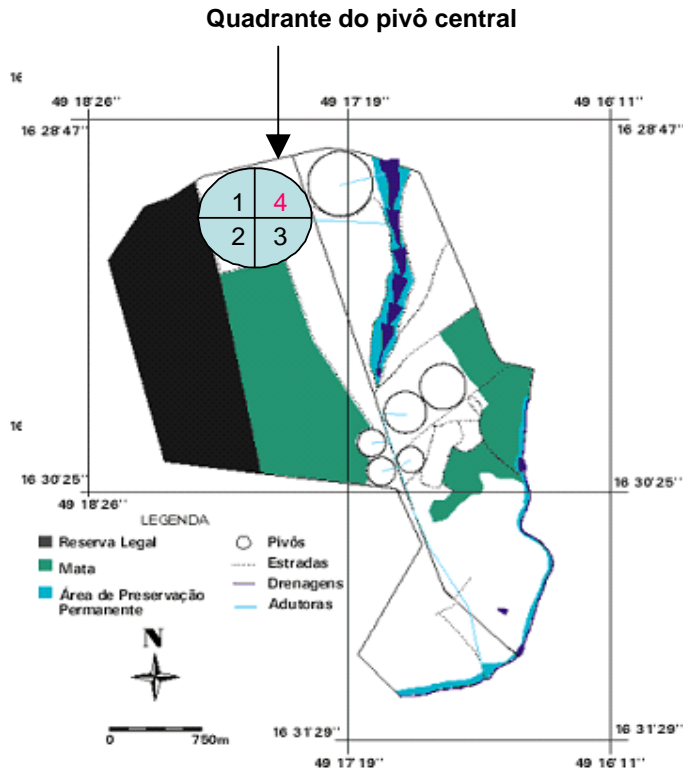 Quadrante do pivô central
16
49 18'26'' 49 17'19'' 49 16'11''
16 28'47'' 16 28'47''
1 4
2 3
16
16 30'25'' 16 30'25''
49 18'26''
LEGENDA
Reserva Legal
Mata
Área de Preservação
Permanente
Pivôs
Estradas
Drenagens
Adutoras
N
0 750m
16 31'29'' 16 31'29''
49 17'19'' 49 16'11''